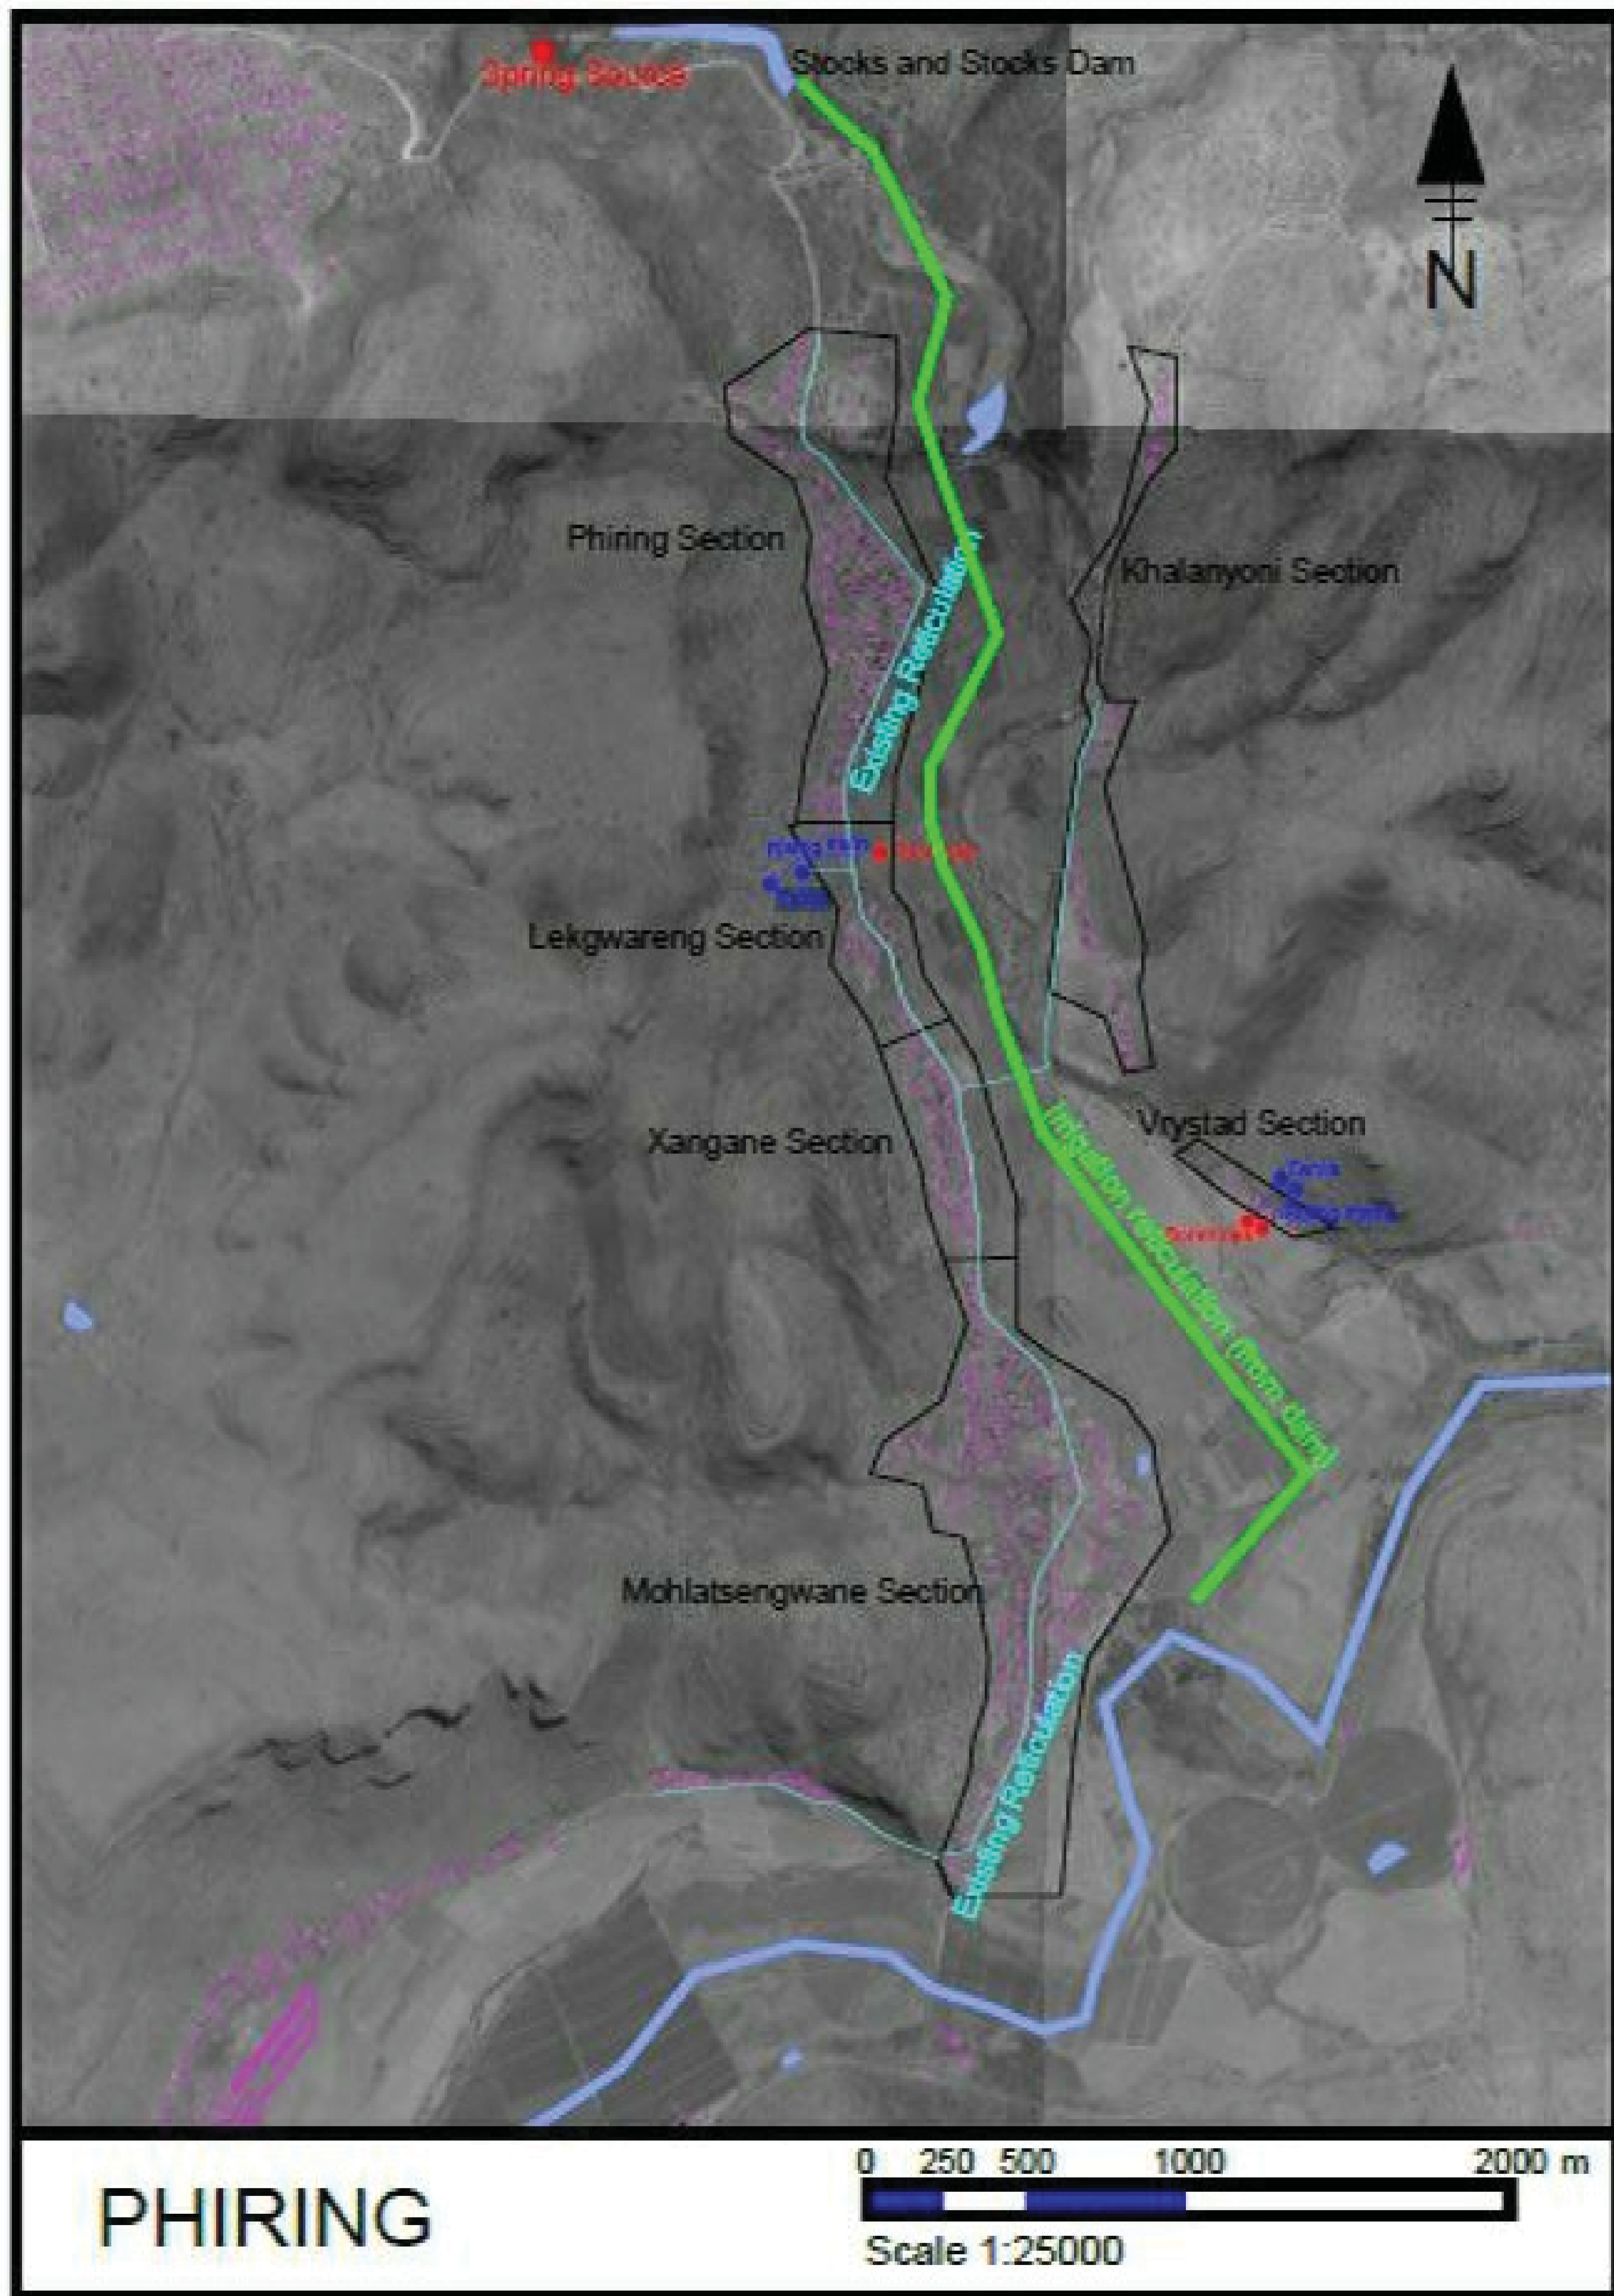 Spring Source
Stocks and Stocks Dam
N
Phiring Section
Khalanyoni Section
Existing Reticulation
Lekgwareng Section
Xangane Section
Vrystad Section
Irrigation reticulation (from dam)
Mohlatsengwane Section
Existing Reticulation
PHIRING
0 250 500 1000 2000 m
Scale 1:25000